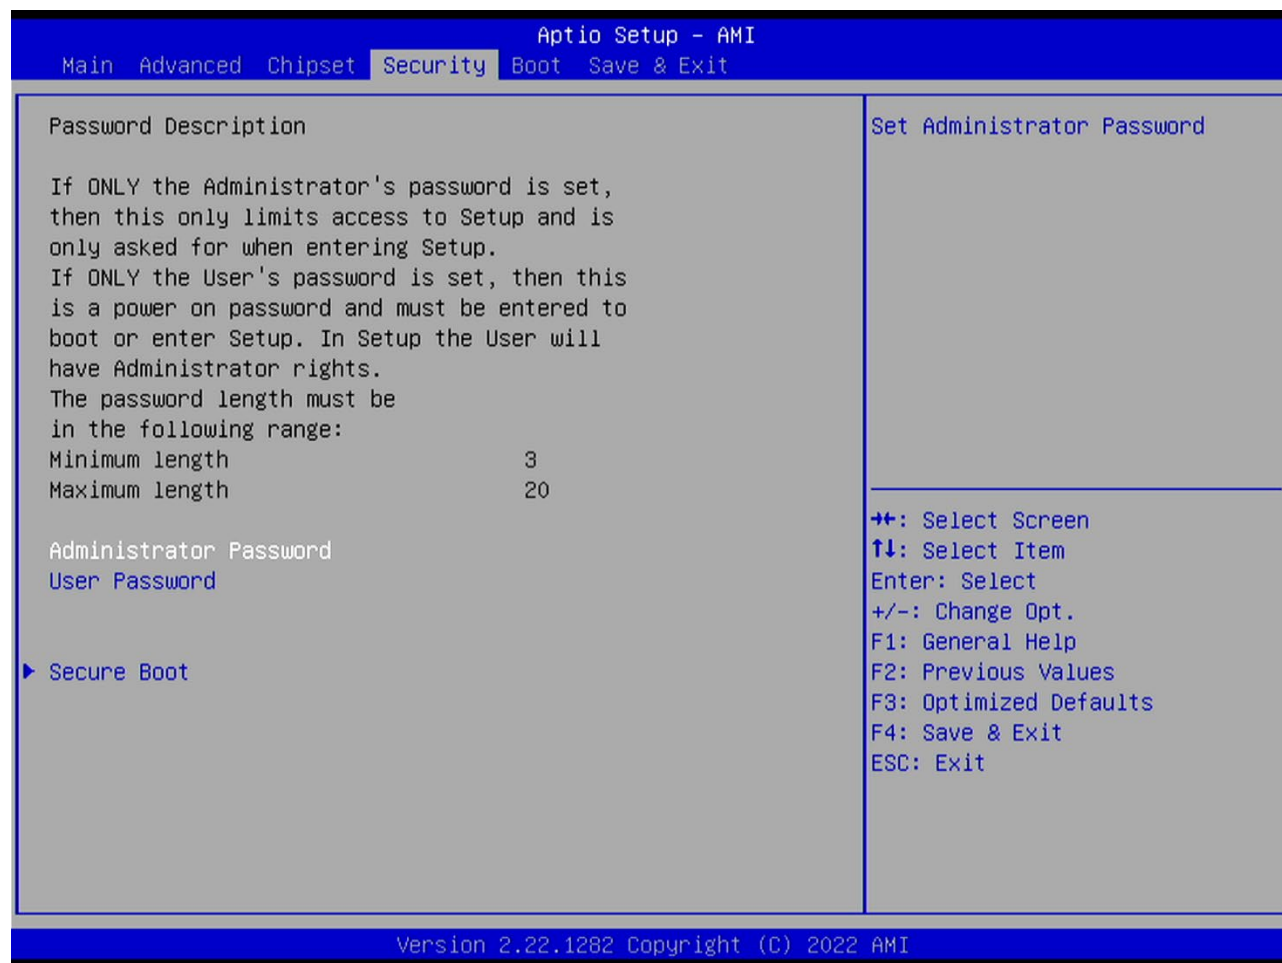 Aptio Setup - AMI
Main Advanced Chipset Security Boot Save & Exit
Password Description
If ONLY the Administrator's password is set,
then this only limits access to Setup and is
only asked for when entering Setup.
If ONLY the User's password is set, then this
is a power on password and must be entered to
boot or enter Setup. In Setup the User will
have Administrator rights.
The password length must be
in the following range:
Minimum length 3
Maximum length 20
Administrator Password
User Password
Secure Boot
Set Administrator Password
→←: Select Screen
↑↓: Select Item
Enter: Select
+/-: Change Opt.
F1: General Help
F2: Previous Values
F3: Optimized Defaults
F4: Save & Exit
ESC: Exit
Version 2.22.1282 Copyright (C) 2022 AMI